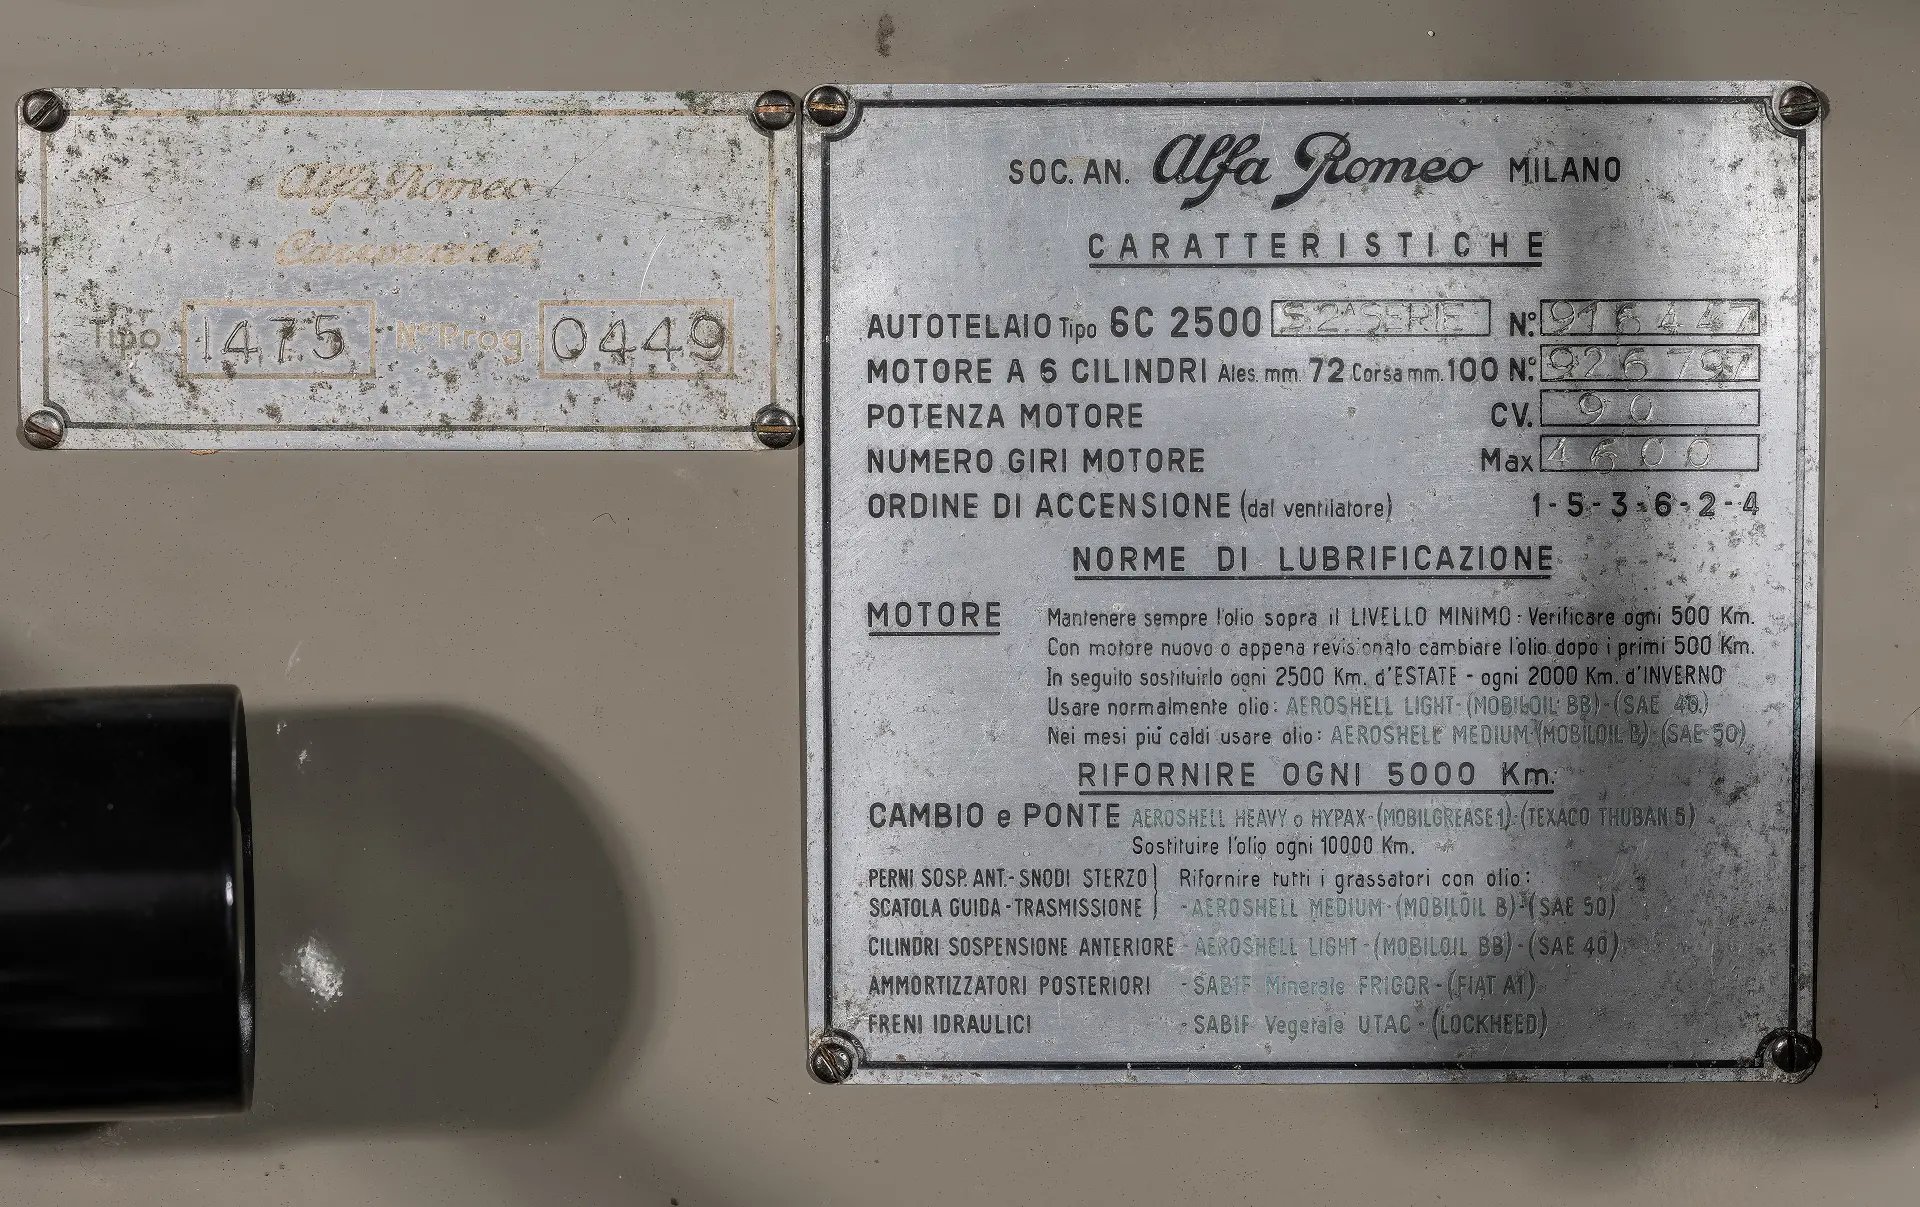 Alfa Romeo
Carrozzeria
Tipo 1475 N° Prog. 0449
SOC. AN. Alfa Romeo MILANO
CARATTERISTICHE
AUTOTELAIO Tipo 6C 2500 S 2ᴬ SERIE N°. 916447
MOTORE A 6 CILINDRI Ales. mm. 72 Corsa mm. 100 N°. 926797
POTENZA MOTORE CV. 90
NUMERO GIRI MOTORE Max 4600
ORDINE DI ACCENSIONE (dal ventilatore) 1-5-3-6-2-4
NORME DI LUBRIFICAZIONE
MOTORE Mantenere sempre l'olio sopra il LIVELLO MINIMO - Verificare ogni 500 Km.
Con motore nuovo o appena revisionato cambiare l'olio dopo i primi 500 Km.
In seguito sostituirlo ogni 2500 Km. d'ESTATE - ogni 2000 Km. d'INVERNO
Usare normalmente olio: AEROSHELL LIGHT-(MOBILOIL BB)-(SAE 40)
Nei mesi più caldi usare olio: AEROSHELL MEDIUM (MOBILOIL B)-(SAE 50)
RIFORNIRE OGNI 5000 Km.
CAMBIO e PONTE AEROSHELL HEAVY o HYPAX-(MOBILGREASE 1)-(TEXACO THUBAN 5)
Sostituire l'olio ogni 10000 Km.
PERNI SOSP. ANT.-SNODI STERZO Rifornire tutti i grassatori con olio:
SCATOLA GUIDA-TRASMISSIONE - AEROSHELL MEDIUM-(MOBILOIL B)-(SAE 50)
CILINDRI SOSPENSIONE ANTERIORE - AEROSHELL LIGHT-(MOBILOIL BB)-(SAE 40)
AMMORTIZZATORI POSTERIORI - SABIF Minerale FRIGOR-(FIAT A1)
FRENI IDRAULICI - SABIF Vegetale UTAC-(LOCKHEED)